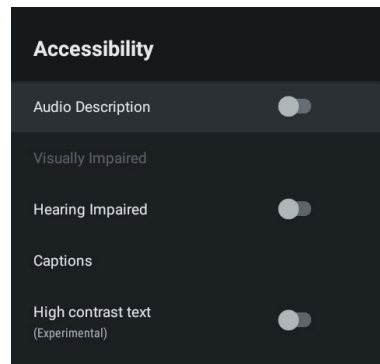 Accessibility
Audio Description
Visually Impaired
Hearing Impaired
Captions
High contrast text
(Experimental)